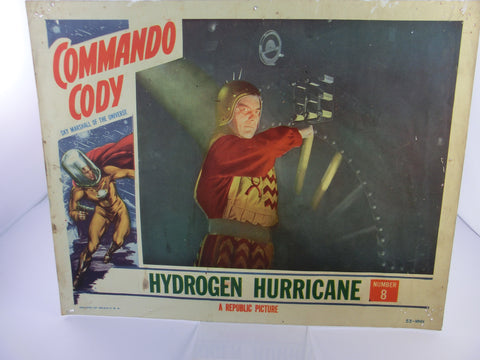 COMMANDO
CODY
SKY MARSHALL OF THE UNIVERSE
HYDROGEN HURRICANE
NUMBER
8
A REPUBLIC PICTURE